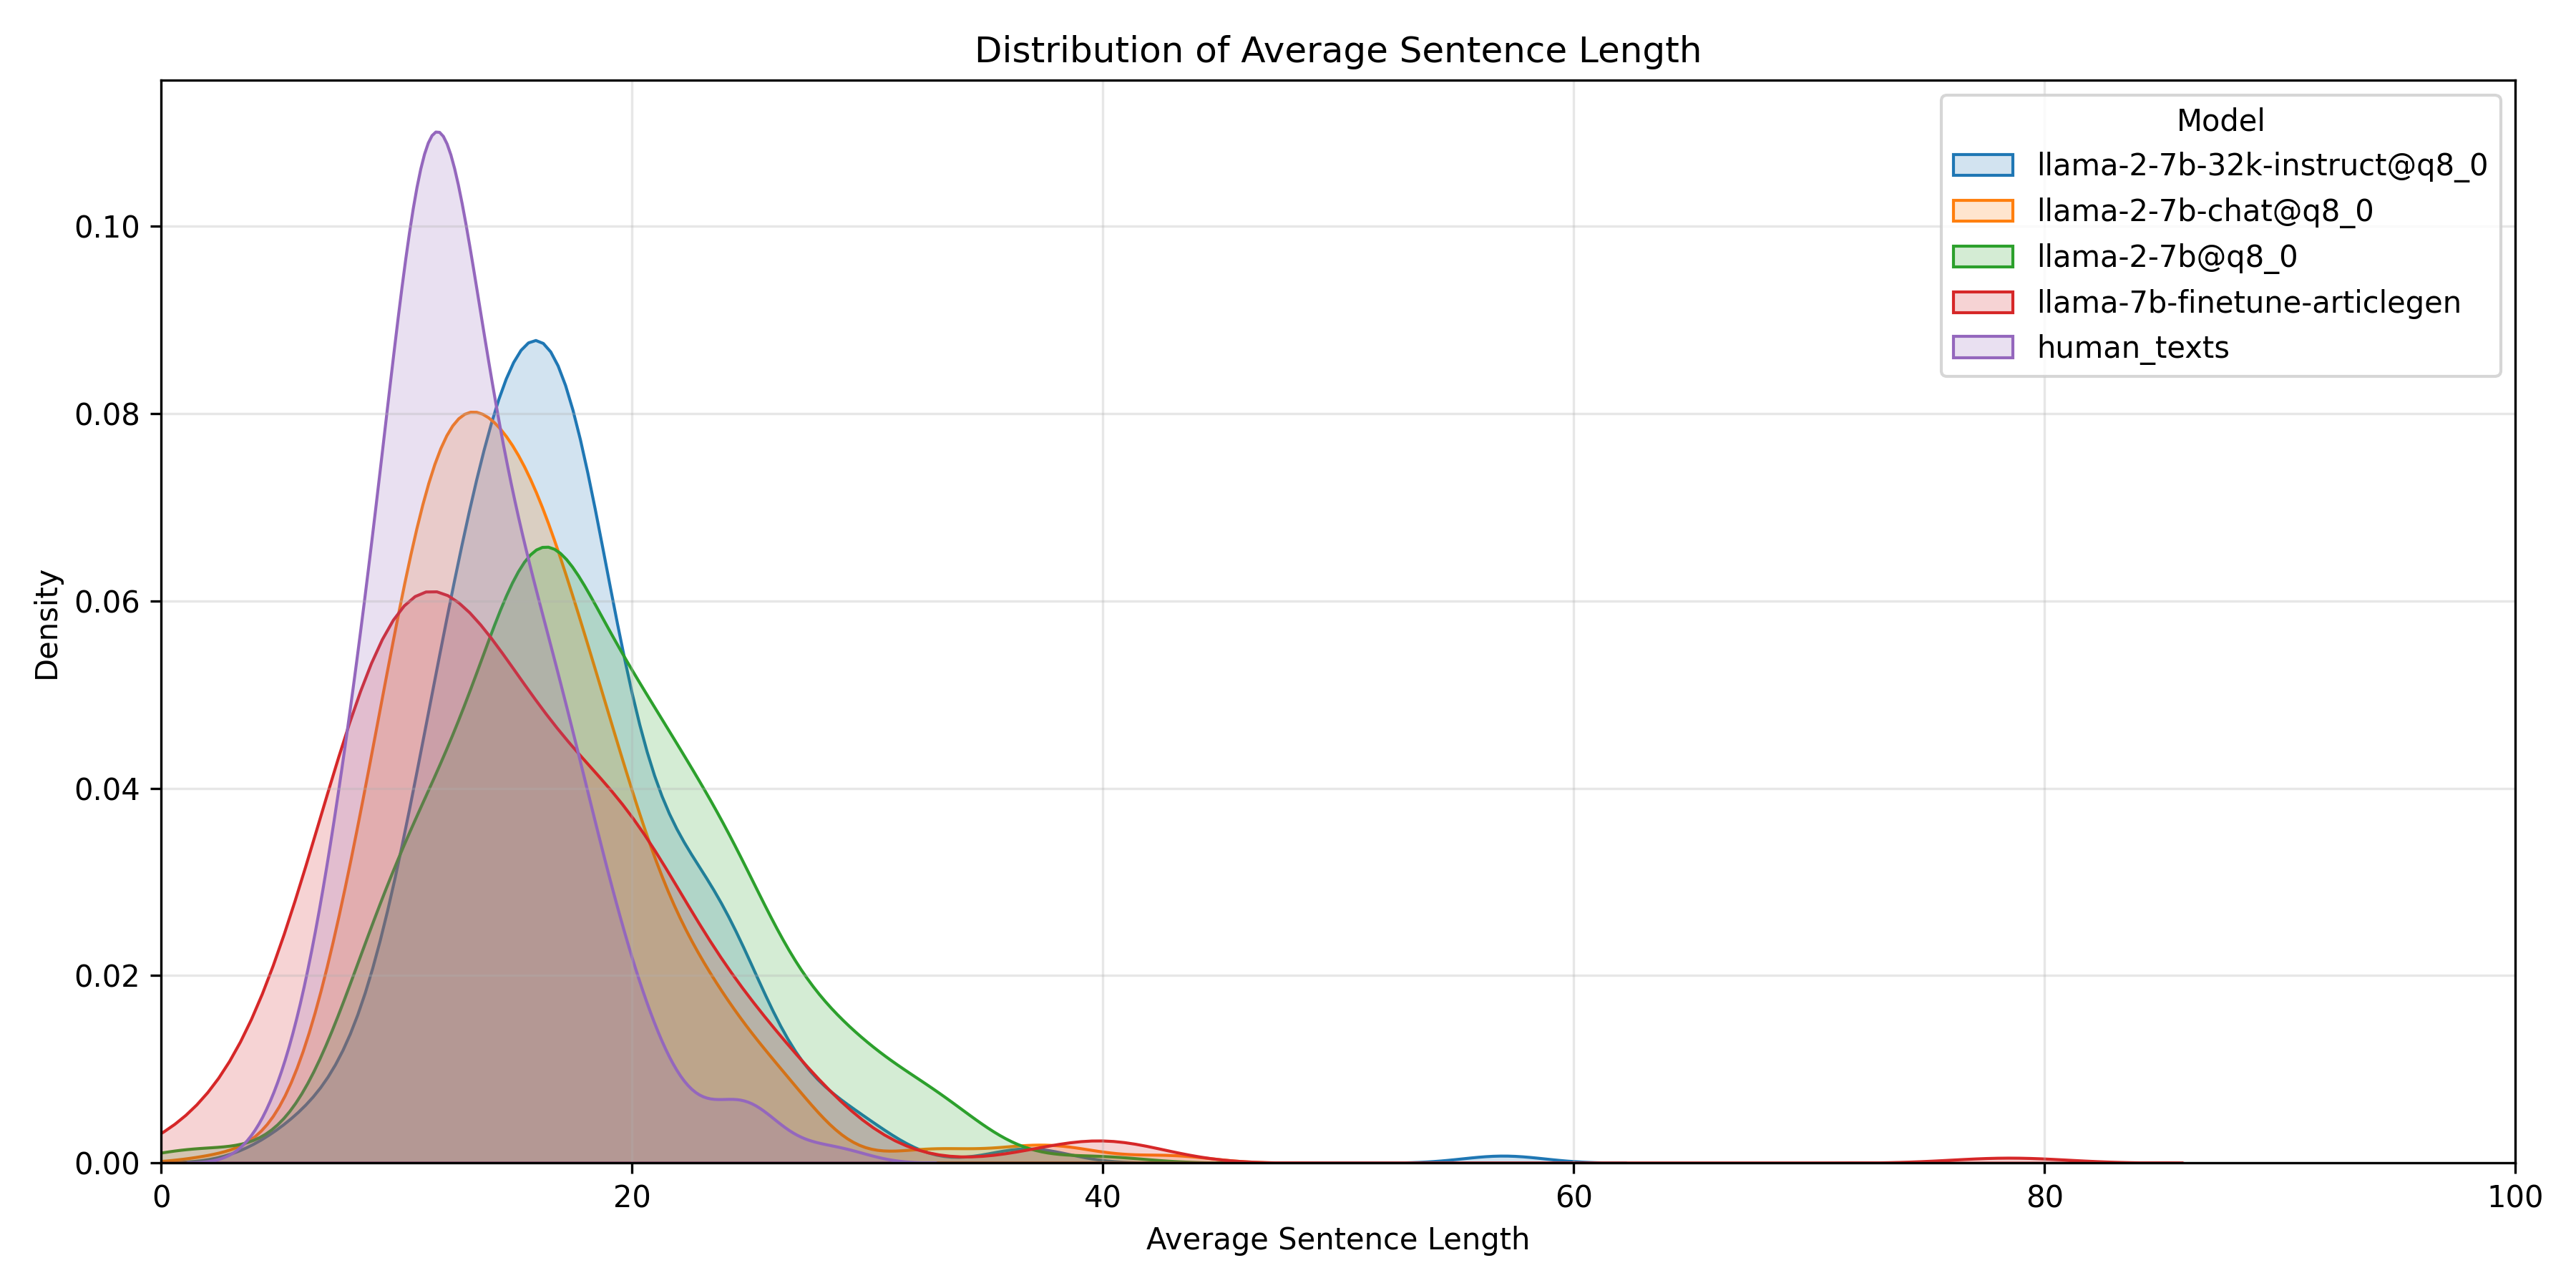 Distribution of Average Sentence Length
Model
llama-2-7b-32k-instruct@q8_0
llama-2-7b-chat@q8_0
llama-2-7b@q8_0
llama-7b-finetune-articlegen
human_texts
Density
0.10
0.08
0.06
0.04
0.02
0.00
0 20 40 60 80 100
Average Sentence Length